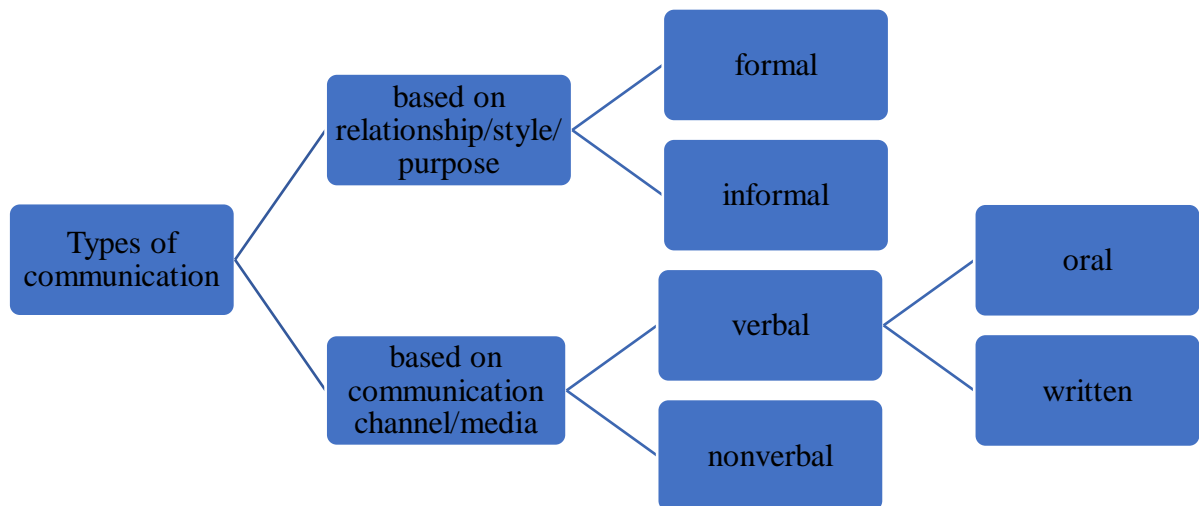 Types of
communication
based on
relationship/style/
purpose
formal
informal
based on
communication
channel/media
verbal
oral
written
nonverbal